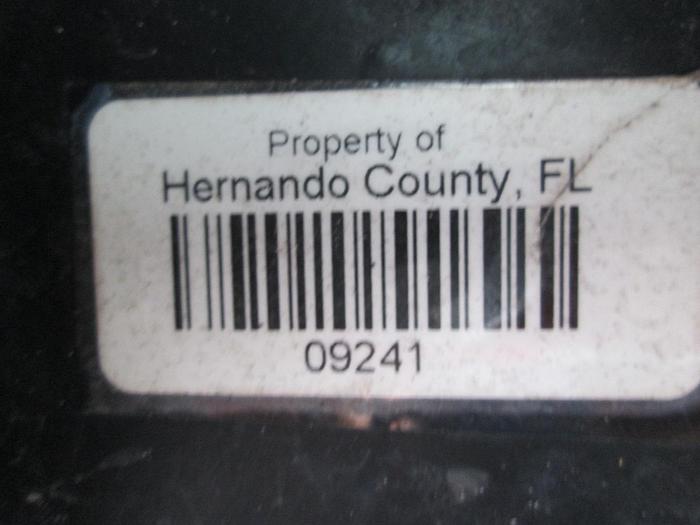 Property of
Hernando County, FL
09241